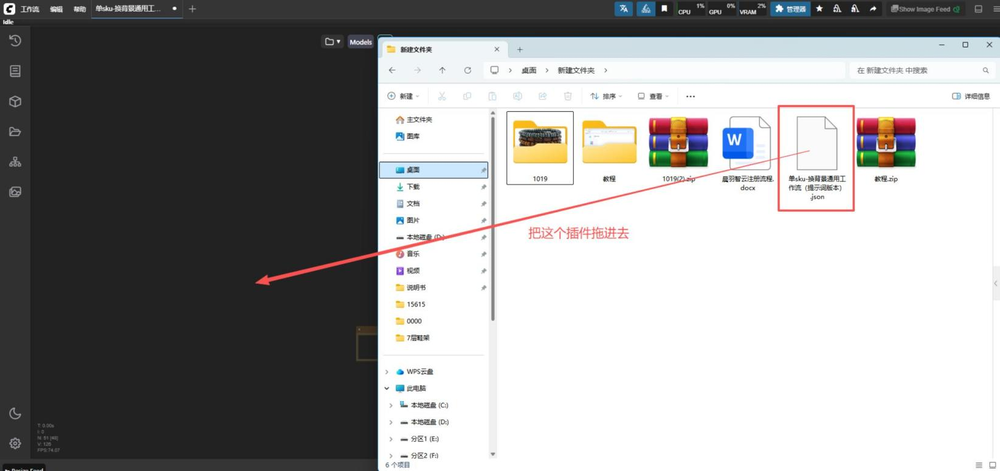 工作流 编辑 帮助 单sku-换背景通用工... CPU 1% GPU 0% VRAM 2% 管理器 Show Image Feed
Idle
Models
新建文件夹
桌面 新建文件夹 在 新建文件夹 中搜索
新建 排序 查看 详细信息
主文件夹
图库
桌面
下载
文档
图片
本地磁盘 (D:)
音乐
视频
说明书
15615
0000
7层鞋架
WPS云盘
此电脑
本地磁盘 (C:)
本地磁盘 (D:)
分区1 (E:)
分区2 (F:)
6 个项目
1019
教程
1019(2).zip
晨羽智云注册流程.
docx
单sku-换背景通用工
作流（提示词版本）
.json
教程.zip
把这个插件拖进去
T: 0.00s
I: 0
N: 51 [48]
V: 126
FPS:74.07
Resize Feed